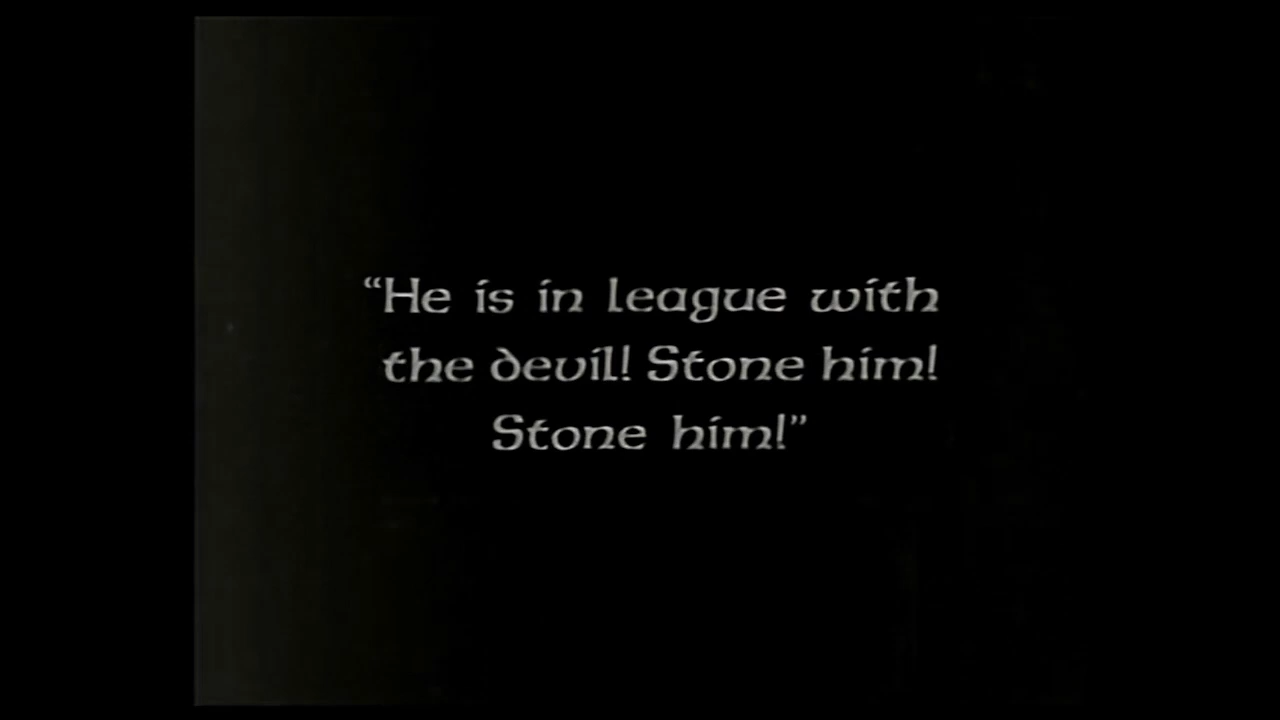 “He is in league with
the devil! Stone him!
Stone him!”